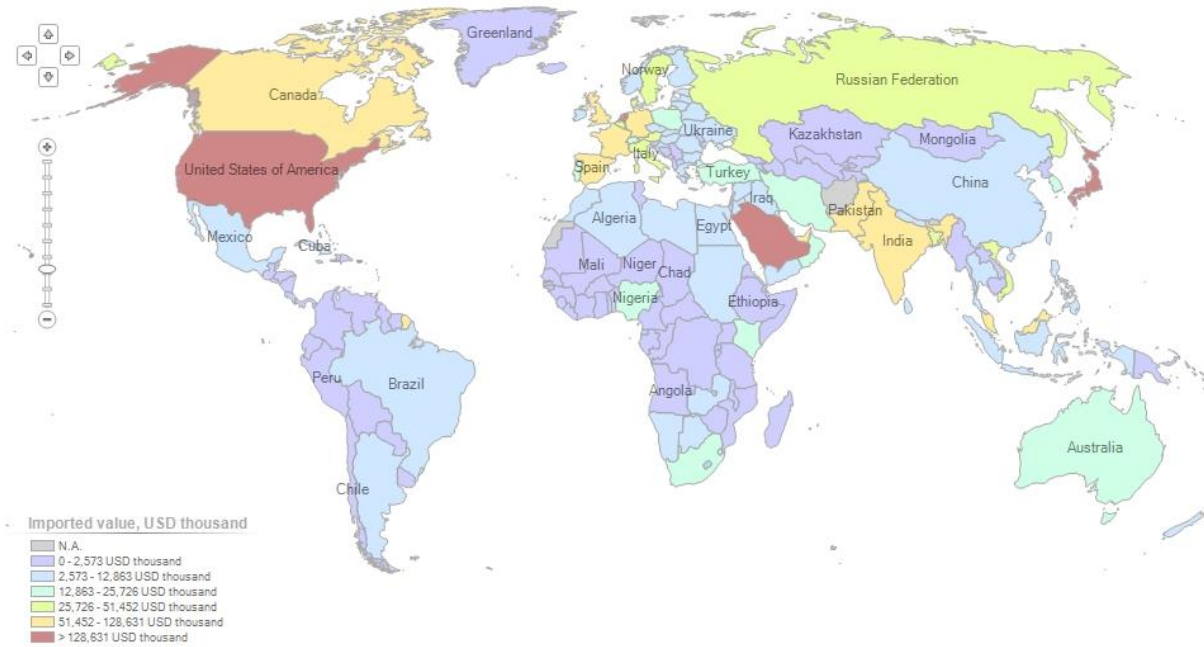 Greenland
Norway
Russian Federation
Canada
Ukraine
Kazakhstan
Mongolia
United States of America
Spain
Italy
Turkey
China
Iraq
Pakistan
Algeria
Egypt
India
Mexico
Cuba
Mali
Niger
Chad
Nigeria
Ethiopia
Peru
Brazil
Angola
Australia
Chile
Imported value, USD thousand
N.A.
0 - 2,573 USD thousand
2,573 - 12,863 USD thousand
12,863 - 25,726 USD thousand
25,726 - 51,452 USD thousand
51,452 - 128,631 USD thousand
> 128,631 USD thousand